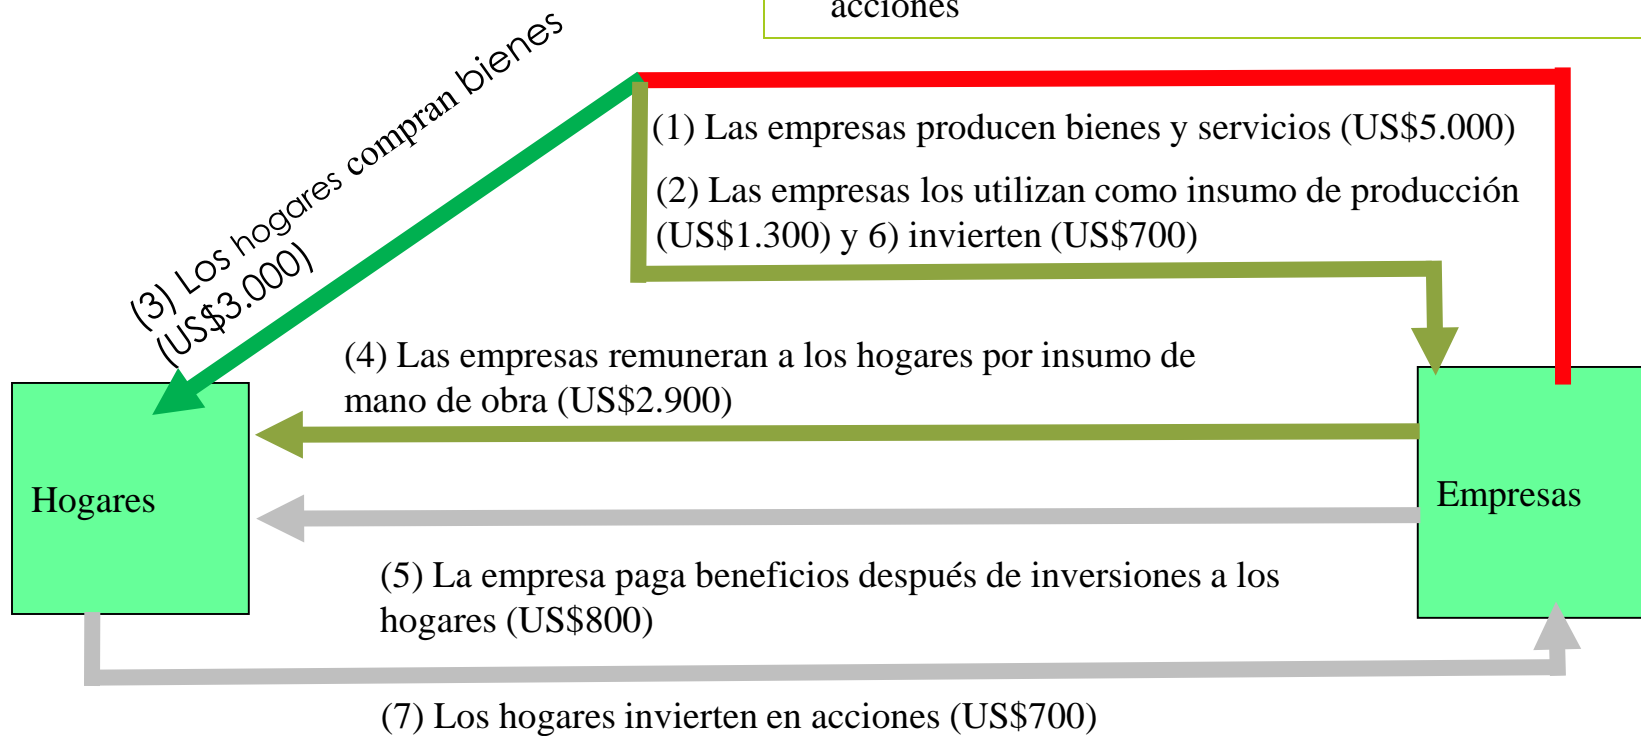 acciones
(3) Los hogares compran bienes
(US$3.000)
(1) Las empresas producen bienes y servicios (US$5.000)
(2) Las empresas los utilizan como insumo de producción
(US$1.300) y 6) invierten (US$700)
(4) Las empresas remuneran a los hogares por insumo de
mano de obra (US$2.900)
Hogares
Empresas
(5) La empresa paga beneficios después de inversiones a los
hogares (US$800)
(7) Los hogares invierten en acciones (US$700)